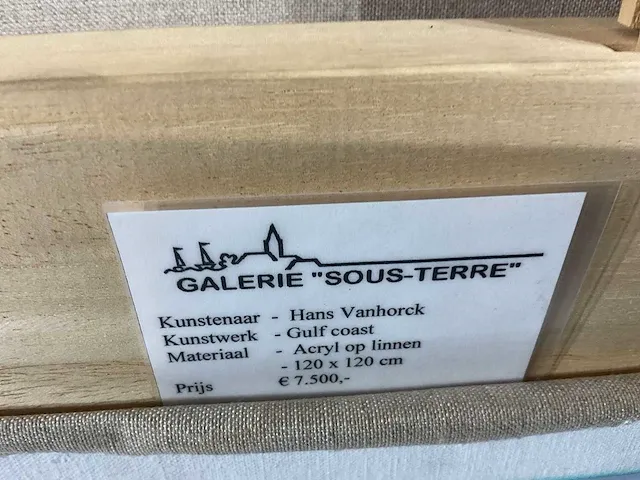 GALERIE "SOUS-TERRE"
Kunstenaar - Hans Vanhorck
Kunstwerk - Gulf coast
Materiaal - Acryl op linnen
- 120 x 120 cm
Prijs € 7.500,-